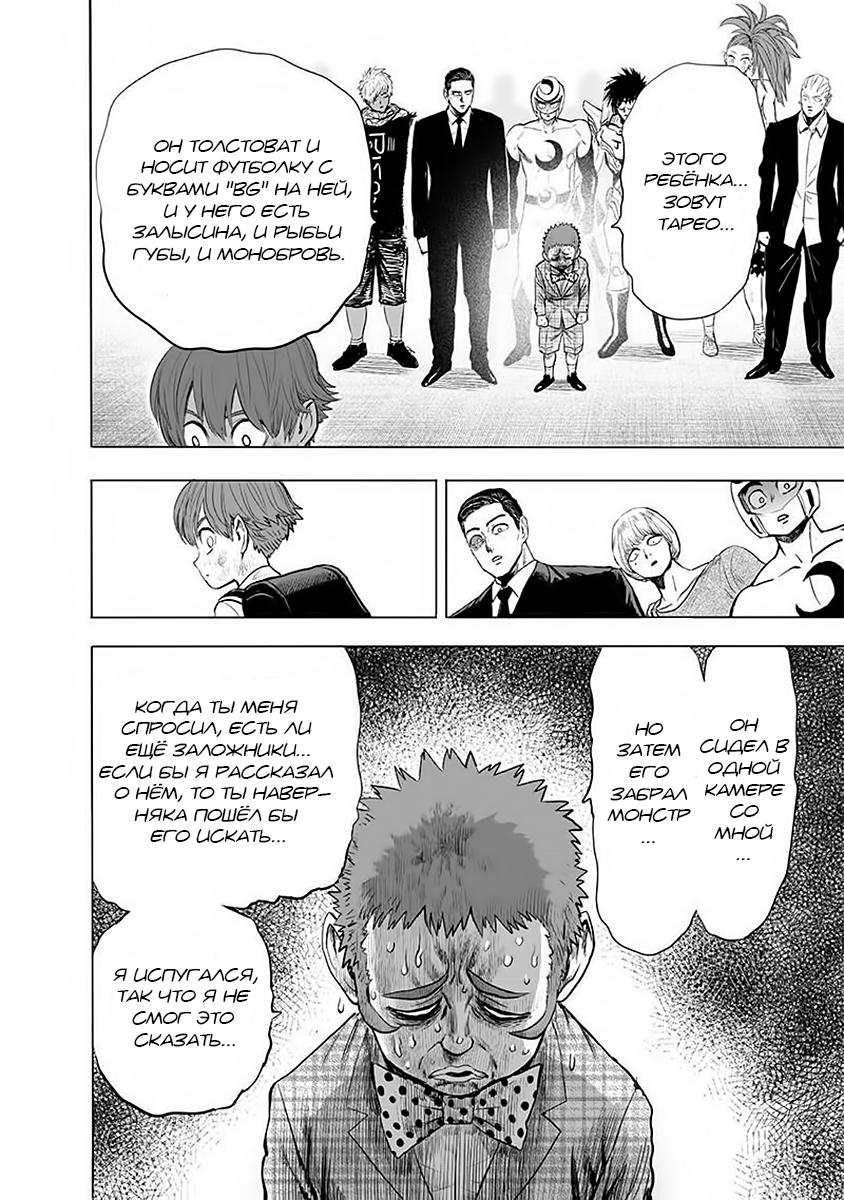 ЭТОГО
РЕБЁНКА...
ЗОВУТ
ТАРЕО...
ОН ТОЛСТОВАТ И
НОСИТ ФУТБОЛКУ С
БУКВАМИ "BG" НА НЕЙ,
И У НЕГО ЕСТЬ
ЗАЛЫСИНА, И РЫБЬИ
ГУБЫ, И МОНОБРОВЬ.
ОН
СИДЕЛ В
ОДНОЙ
КАМЕРЕ
СО
МНОЙ
...
НО
ЗАТЕМ
ЕГО
ЗАБРАЛ
МОНСТР
...
КОГДА ТЫ МЕНЯ
СПРОСИЛ, ЕСТЬ ЛИ
ЕЩЁ ЗАЛОЖНИКИ...
ЕСЛИ БЫ Я РАССКАЗАЛ
О НЁМ, ТО ТЫ НАВЕР-
НЯКА ПОШЁЛ БЫ
ЕГО ИСКАТЬ...
Я ИСПУГАЛСЯ,
ТАК ЧТО Я НЕ
СМОГ ЭТО
СКАЗАТЬ...